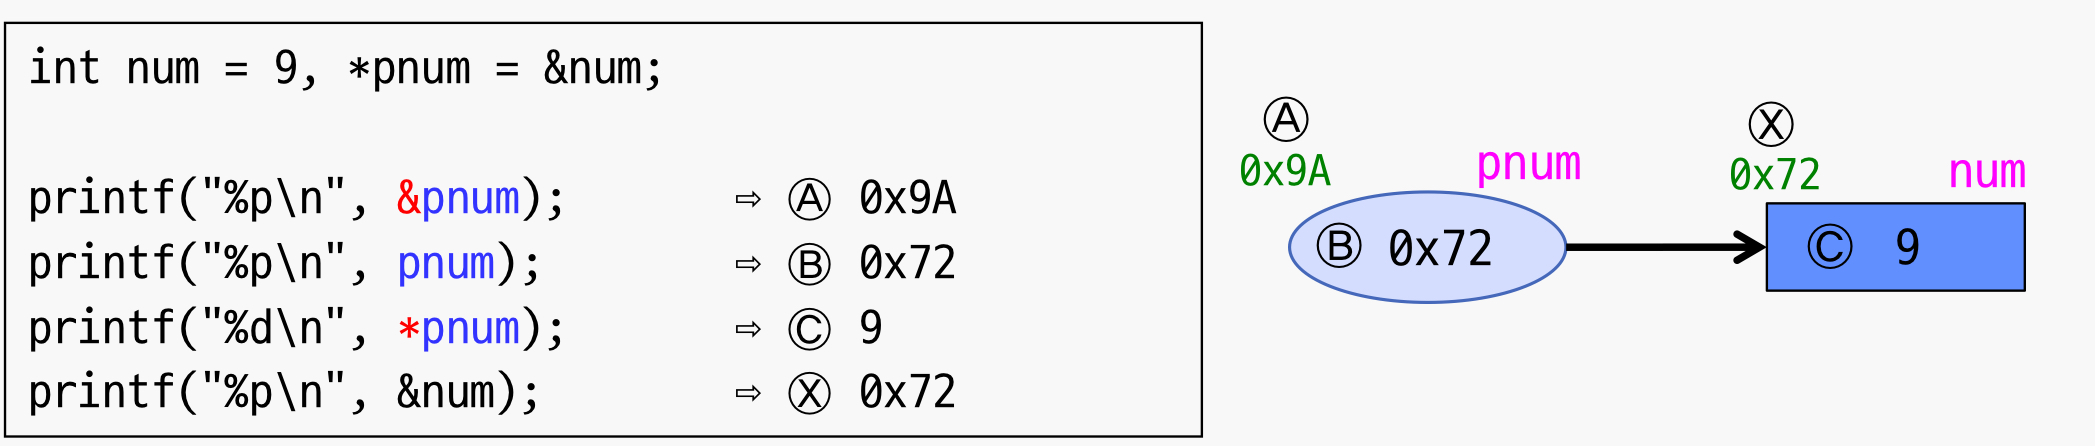 int num = 9, *pnum = &num;
printf("%p\n", &pnum); ⇨ Ⓐ 0x9A
printf("%p\n", pnum); ⇨ Ⓑ 0x72
printf("%d\n", *pnum); ⇨ Ⓒ 9
printf("%p\n", &num); ⇨ Ⓧ 0x72
Ⓐ
0x9A
pnum
Ⓑ 0x72
Ⓧ
0x72
num
Ⓒ 9